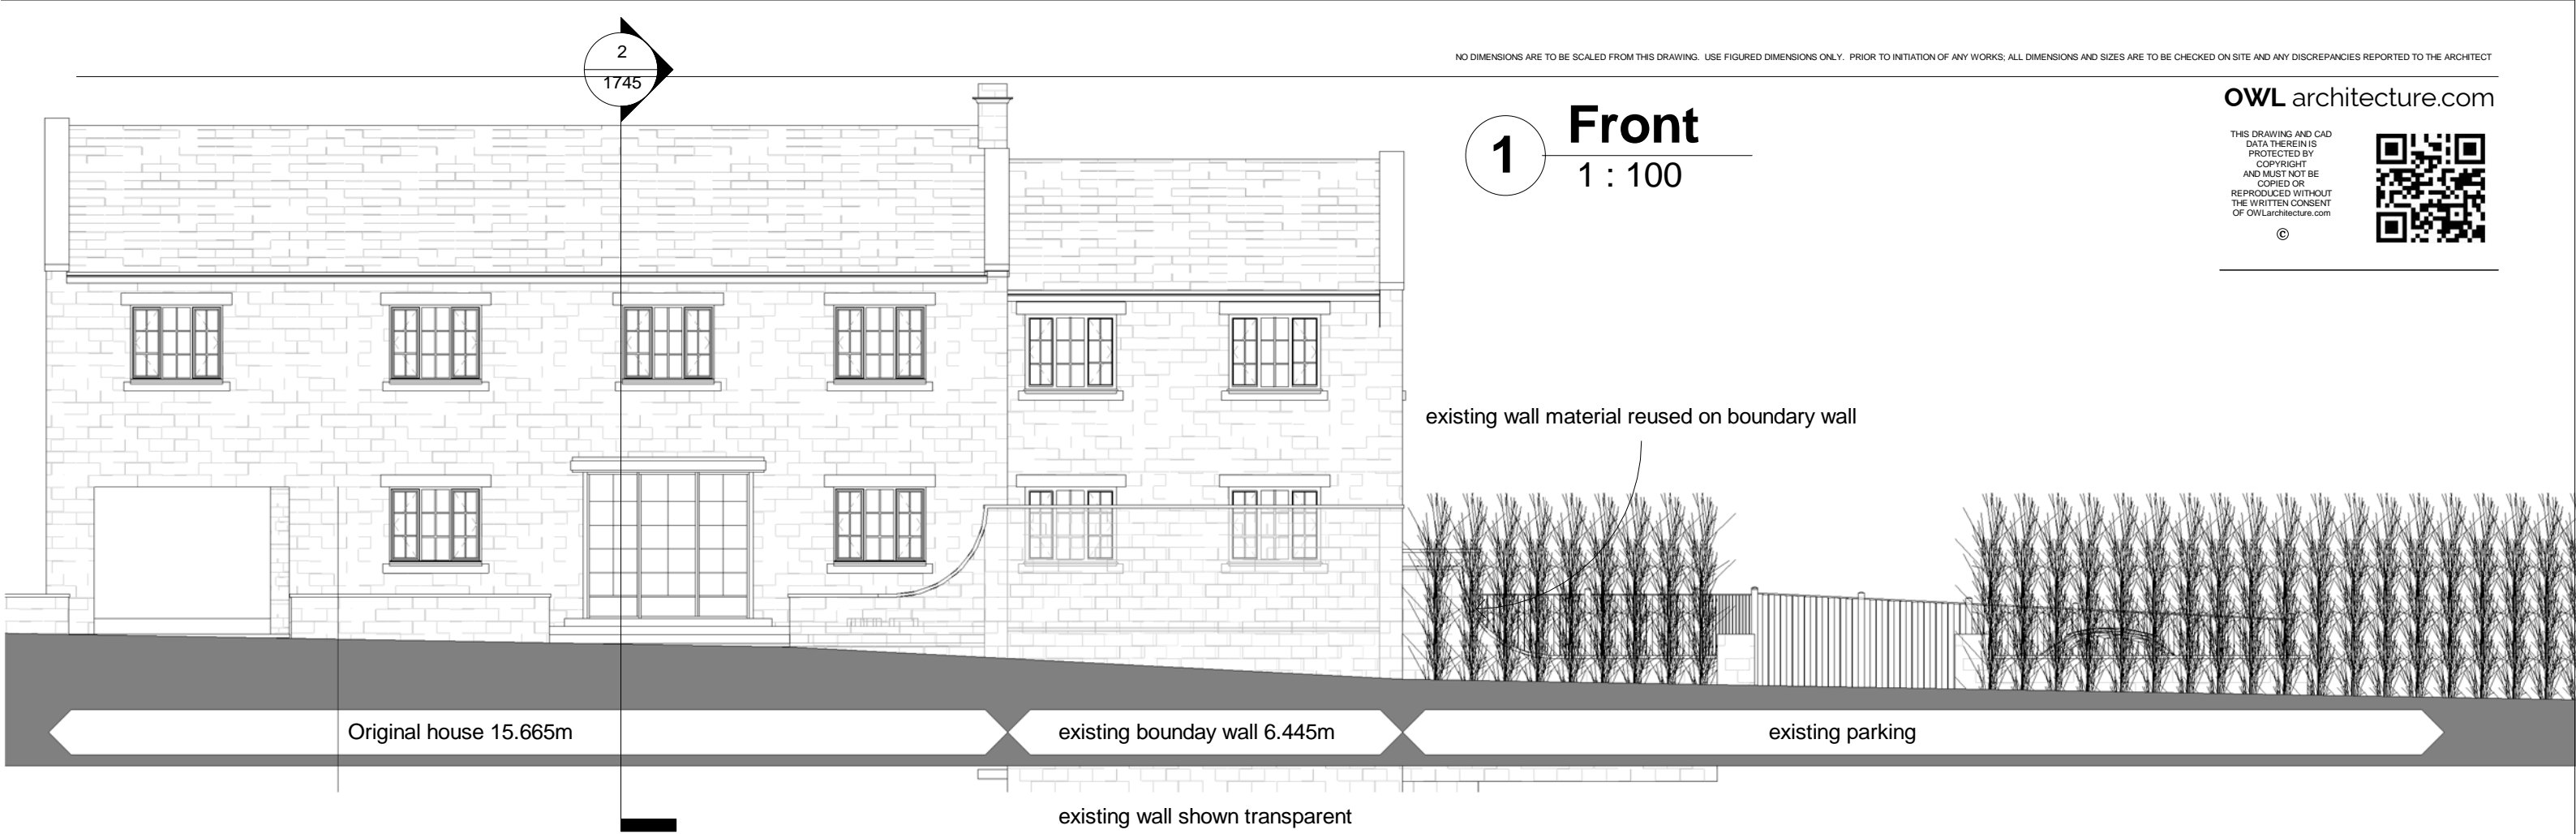 2
1745
NO DIMENSIONS ARE TO BE SCALED FROM THIS DRAWING. USE FIGURED DIMENSIONS ONLY. PRIOR TO INITIATION OF ANY WORKS; ALL DIMENSIONS AND SIZES ARE TO BE CHECKED ON SITE AND ANY DISCREPANCIES REPORTED TO THE ARCHITECT
OWL architecture.com
THIS DRAWING AND CAD
DATA THEREIN IS
PROTECTED BY
COPYRIGHT
AND MUST NOT BE
COPIED OR
REPRODUCED WITHOUT
THE WRITTEN CONSENT
OF OWLarchitecture.com
©
1
Front
1 : 100
existing wall material reused on boundary wall
Original house 15.665m
existing bounday wall 6.445m
existing parking
existing wall shown transparent